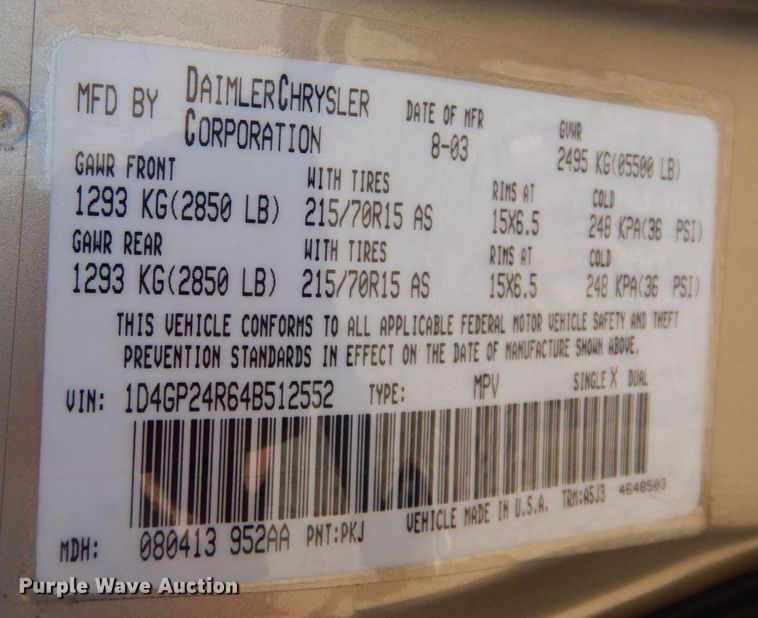 MFD BY DAIMLERCHRYSLER CORPORATION DATE OF MFR 8-03 GVWR 2495 KG(05500 LB)
GAWR FRONT WITH TIRES RIMS AT COLD
1293 KG(2850 LB) 215/70R15 AS 15X6.5 248 KPA(36 PSI)
GAWR REAR WITH TIRES RIMS AT COLD
1293 KG(2850 LB) 215/70R15 AS 15X6.5 248 KPA(36 PSI)
THIS VEHICLE CONFORMS TO ALL APPLICABLE FEDERAL MOTOR VEHICLE SAFETY AND THEFT
PREVENTION STANDARDS IN EFFECT ON THE DATE OF MANUFACTURE SHOWN ABOVE.
VIN: 1D4GP24R64B512552 TYPE: MPV SINGLE X DUAL
MDH: 080413 952AA PNT:PKJ VEHICLE MADE IN U.S.A. TRM:A5J3 4648503
Purple Wave Auction